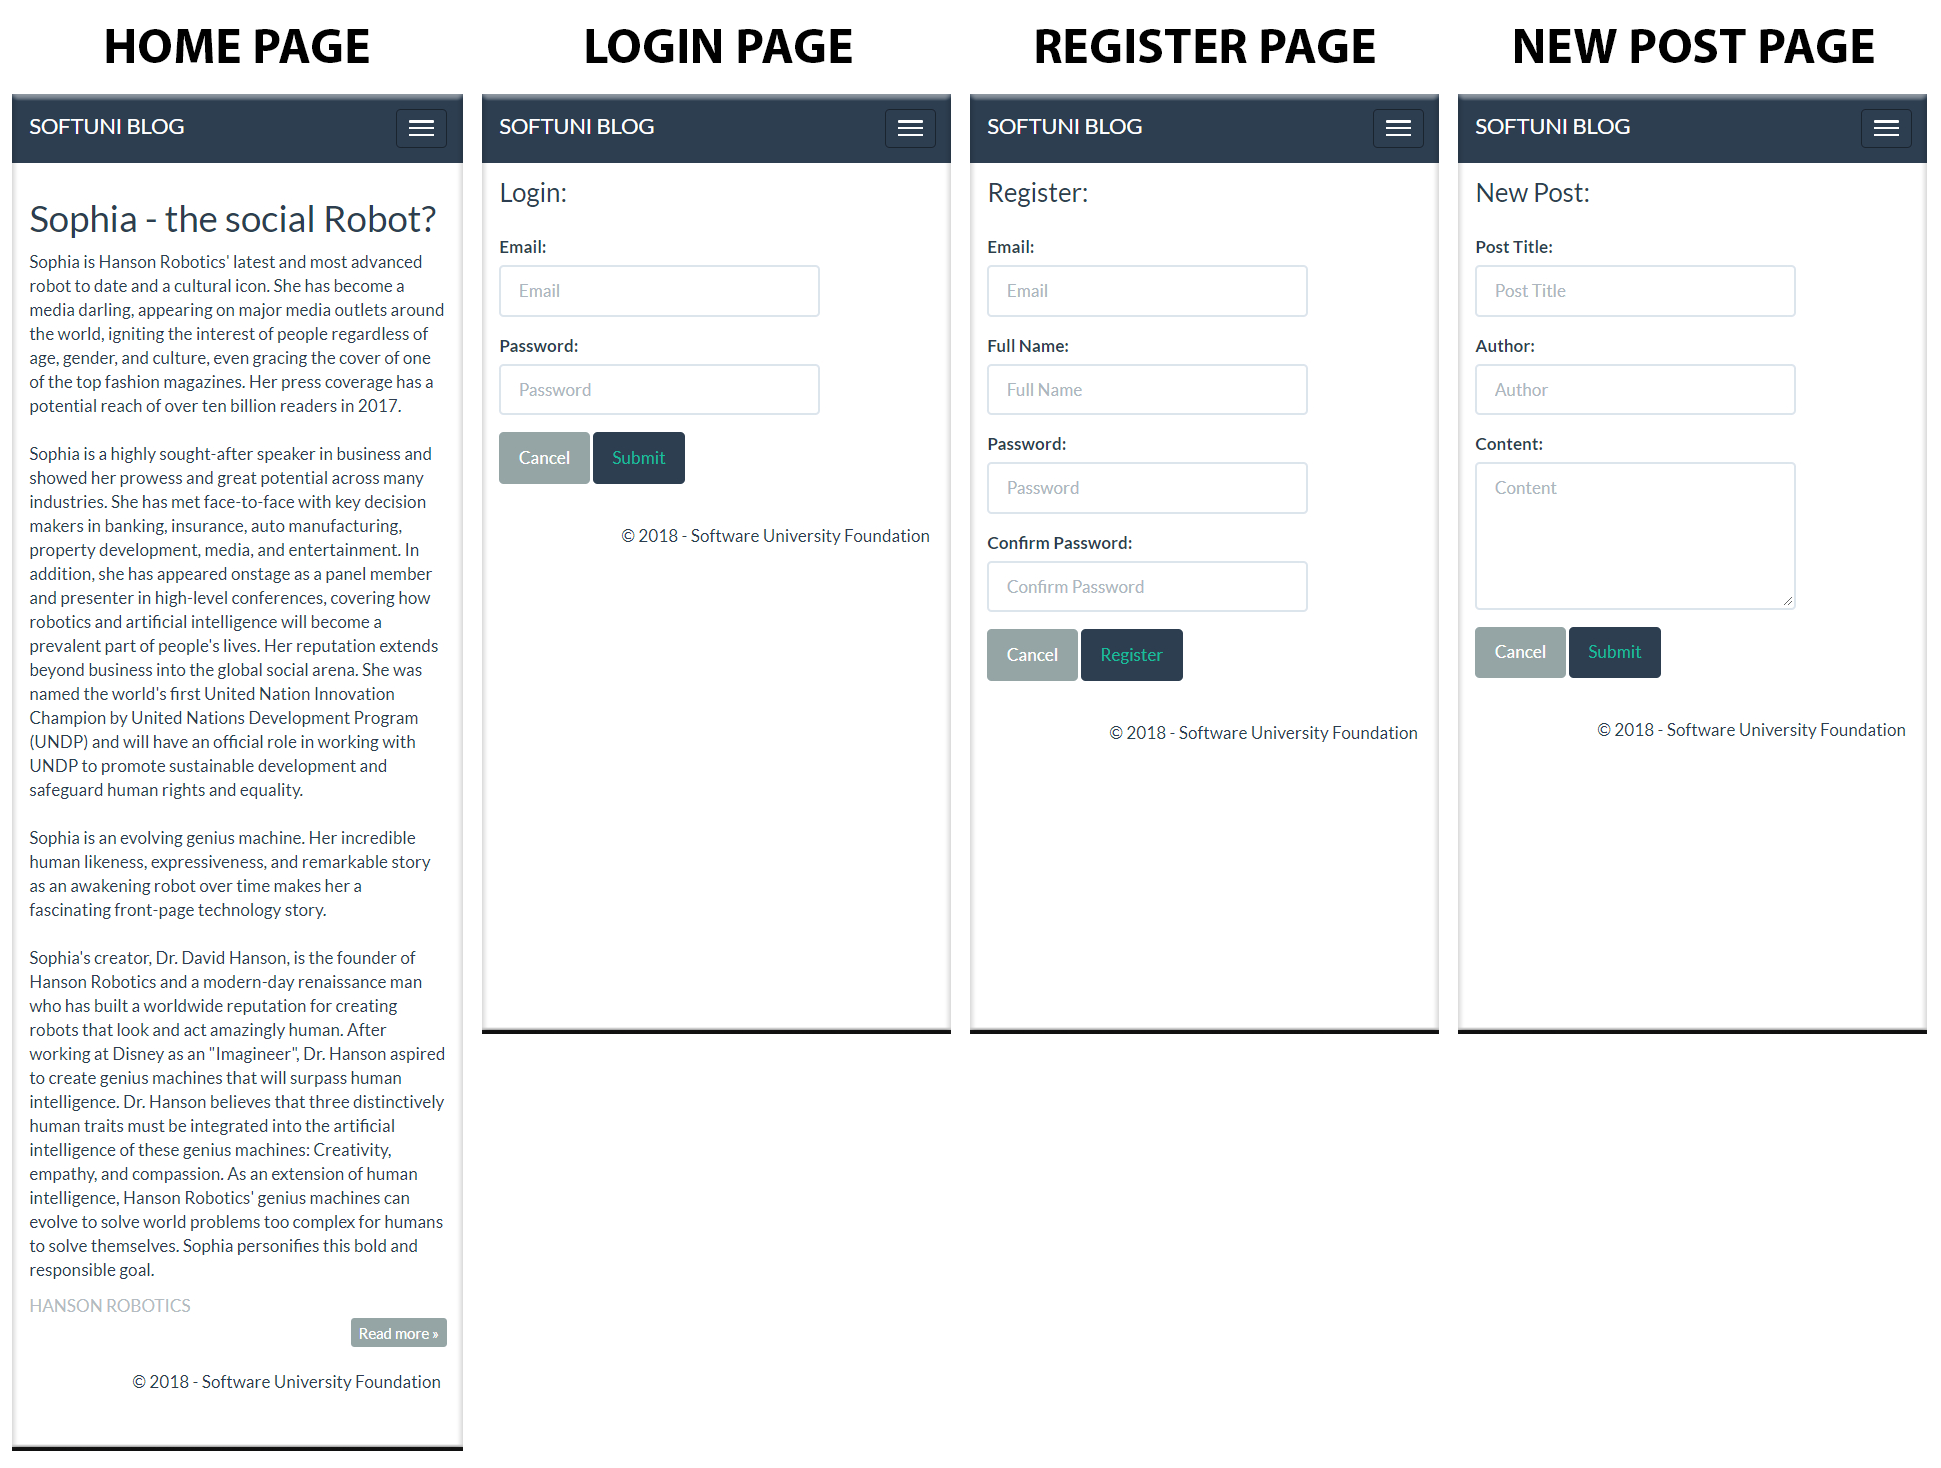 HOME PAGE
SOFTUNI BLOG
Sophia - the social Robot?
Sophia is Hanson Robotics' latest and most advanced
robot to date and a cultural icon. She has become a
media darling, appearing on major media outlets around
the world, igniting the interest of people regardless of
age, gender, and culture, even gracing the cover of one
of the top fashion magazines. Her press coverage has a
potential reach of over ten billion readers in 2017.
Sophia is a highly sought-after speaker in business and
showed her prowess and great potential across many
industries. She has met face-to-face with key decision
makers in banking, insurance, auto manufacturing,
property development, media, and entertainment. In
addition, she has appeared onstage as a panel member
and presenter in high-level conferences, covering how
robotics and artificial intelligence will become a
prevalent part of people's lives. Her reputation extends
beyond business into the global social arena. She was
named the world's first United Nation Innovation
Champion by United Nations Development Program
(UNDP) and will have an official role in working with
UNDP to promote sustainable development and
safeguard human rights and equality.
Sophia is an evolving genius machine. Her incredible
human likeness, expressiveness, and remarkable story
as an awakening robot over time makes her a
fascinating front-page technology story.
Sophia's creator, Dr. David Hanson, is the founder of
Hanson Robotics and a modern-day renaissance man
who has built a worldwide reputation for creating
robots that look and act amazingly human. After
working at Disney as an "Imagineer", Dr. Hanson aspired
to create genius machines that will surpass human
intelligence. Dr. Hanson believes that three distinctively
human traits must be integrated into the artificial
intelligence of these genius machines: Creativity,
empathy, and compassion. As an extension of human
intelligence, Hanson Robotics' genius machines can
evolve to solve world problems too complex for humans
to solve themselves. Sophia personifies this bold and
responsible goal.
HANSON ROBOTICS
Read more »
© 2018 - Software University Foundation
LOGIN PAGE
SOFTUNI BLOG
Login:
Email:
Email
Password:
Password
Cancel Submit
© 2018 - Software University Foundation
REGISTER PAGE
SOFTUNI BLOG
Register:
Email:
Email
Full Name:
Full Name
Password:
Password
Confirm Password:
Confirm Password
Cancel Register
© 2018 - Software University Foundation
NEW POST PAGE
SOFTUNI BLOG
New Post:
Post Title:
Post Title
Author:
Author
Content:
Content
Cancel Submit
© 2018 - Software University Foundation